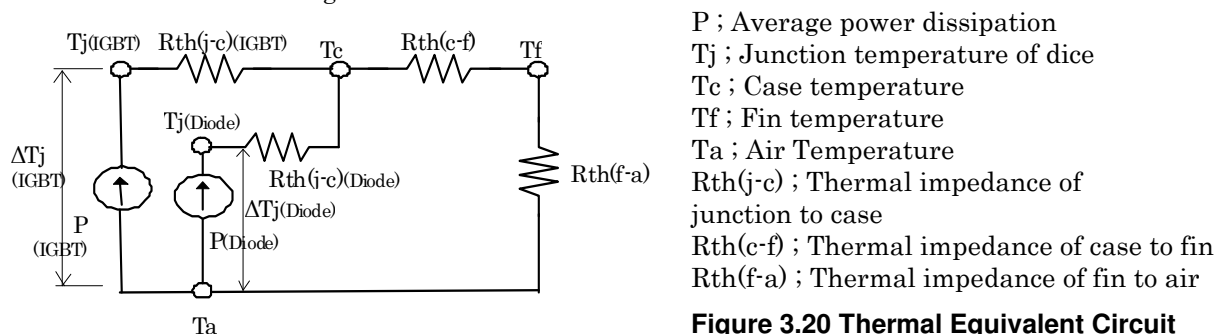 Tj(IGBT) Rth(j-c)(IGBT) Tc Rth(c-f) Tf
Tj(Diode)
ΔTj
(IGBT)
Rth(j-c)(Diode)
Rth(f-a)
ΔTj(Diode)
P
(IGBT)
P(Diode)
Ta
P ; Average power dissipation
Tj ; Junction temperature of dice
Tc ; Case temperature
Tf ; Fin temperature
Ta ; Air Temperature
Rth(j-c) ; Thermal impedance of
junction to case
Rth(c-f) ; Thermal impedance of case to fin
Rth(f-a) ; Thermal impedance of fin to air
Figure 3.20 Thermal Equivalent Circuit